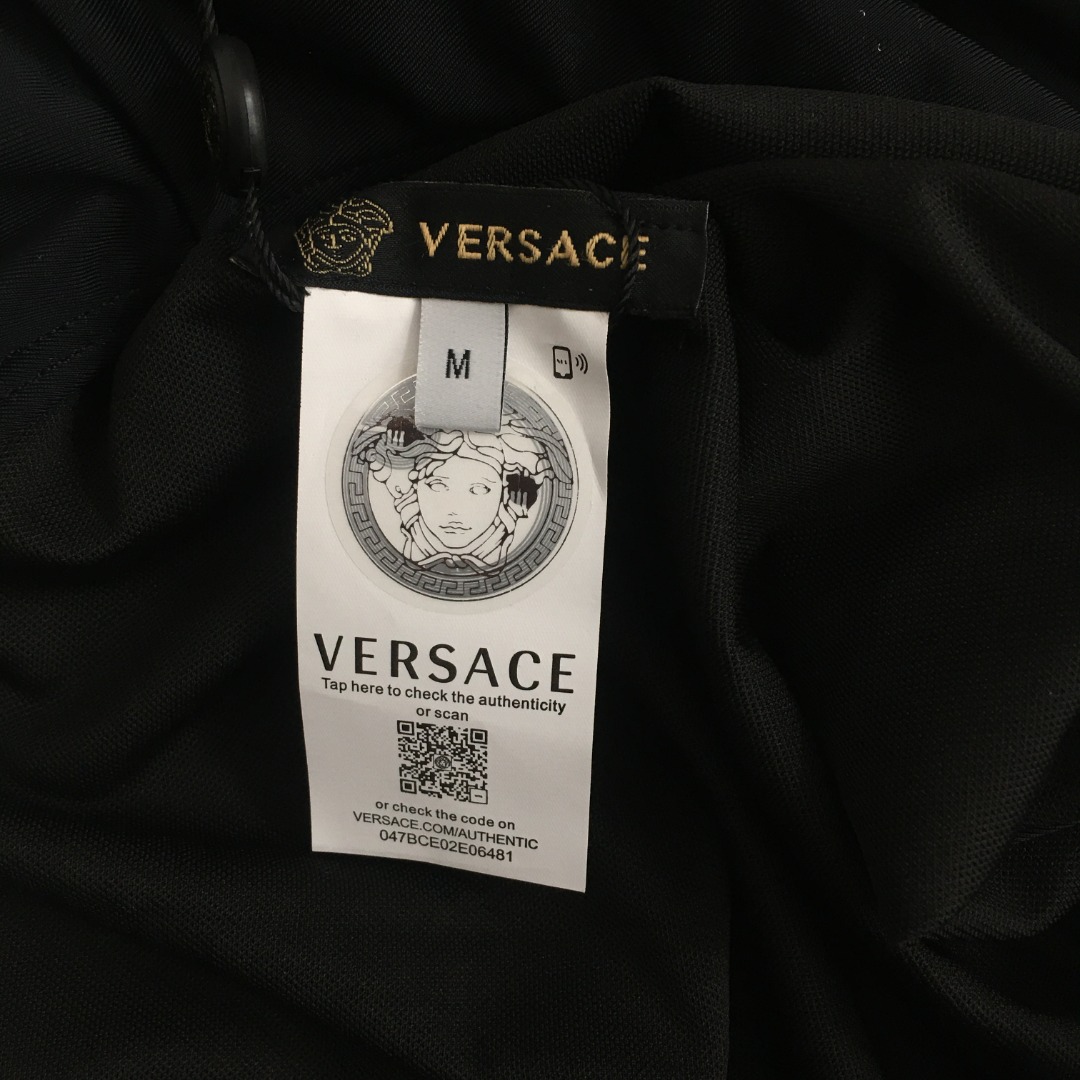 VERSACE
M
VERSACE
Tap here to check the authenticity
or scan
or check the code on
VERSACE.COM/AUTHENTIC
047BCE02E06481